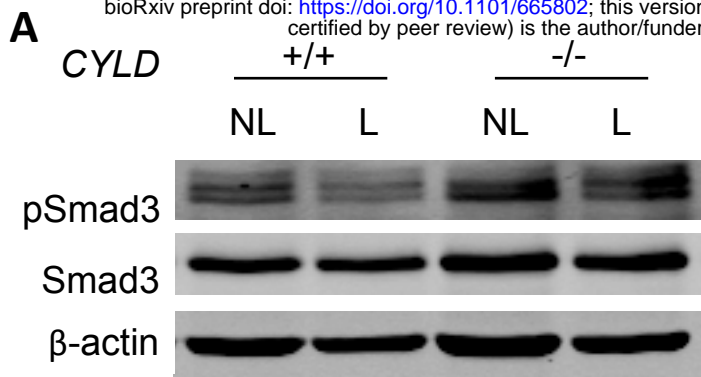 bioRxiv preprint doi: https://doi.org/10.1101/665802; this version
certified by peer review) is the author/funder
A
CYLD +/+ -/-
NL L NL L
pSmad3
Smad3
β-actin